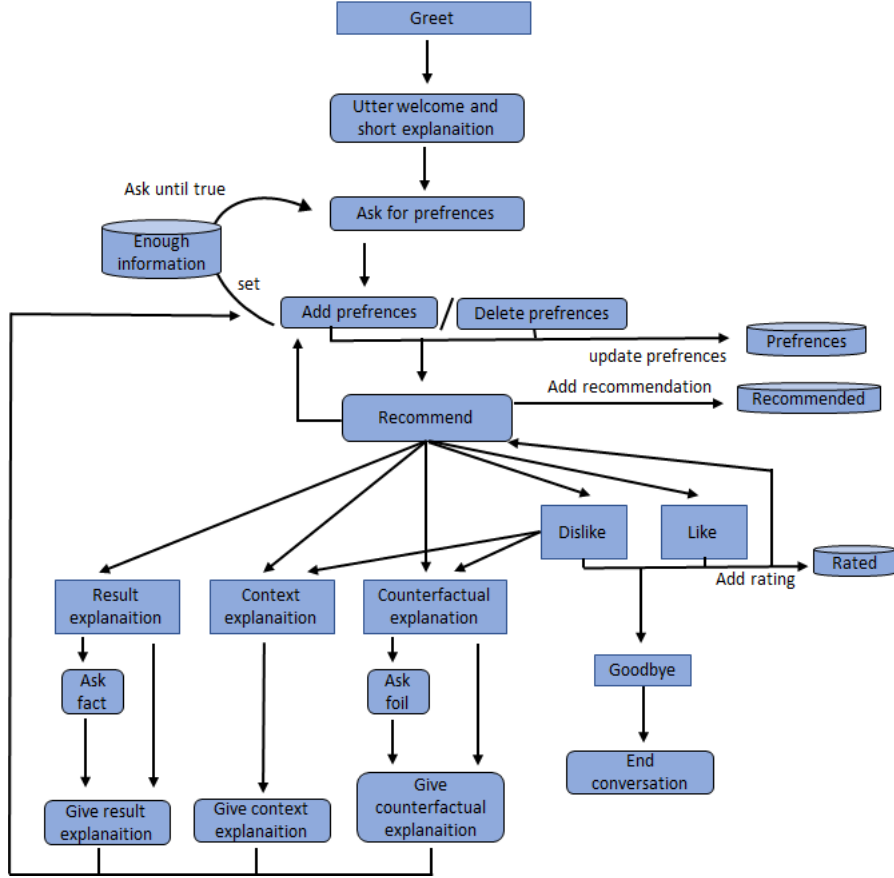 Greet
Utter welcome and
short explanaition
Ask until true
Ask for prefrences
Enough
information
set
Add prefrences
/
Delete prefrences
Prefrences
update prefrences
Add recommendation
Recommended
Recommend
Dislike
Like
Rated
Add rating
Result
explanaition
Context
explanaition
Counterfactual
explanation
Goodbye
Ask
fact
Ask
foil
End
conversation
Give result
explanaition
Give context
explanaition
Give
counterfactual
explanaition